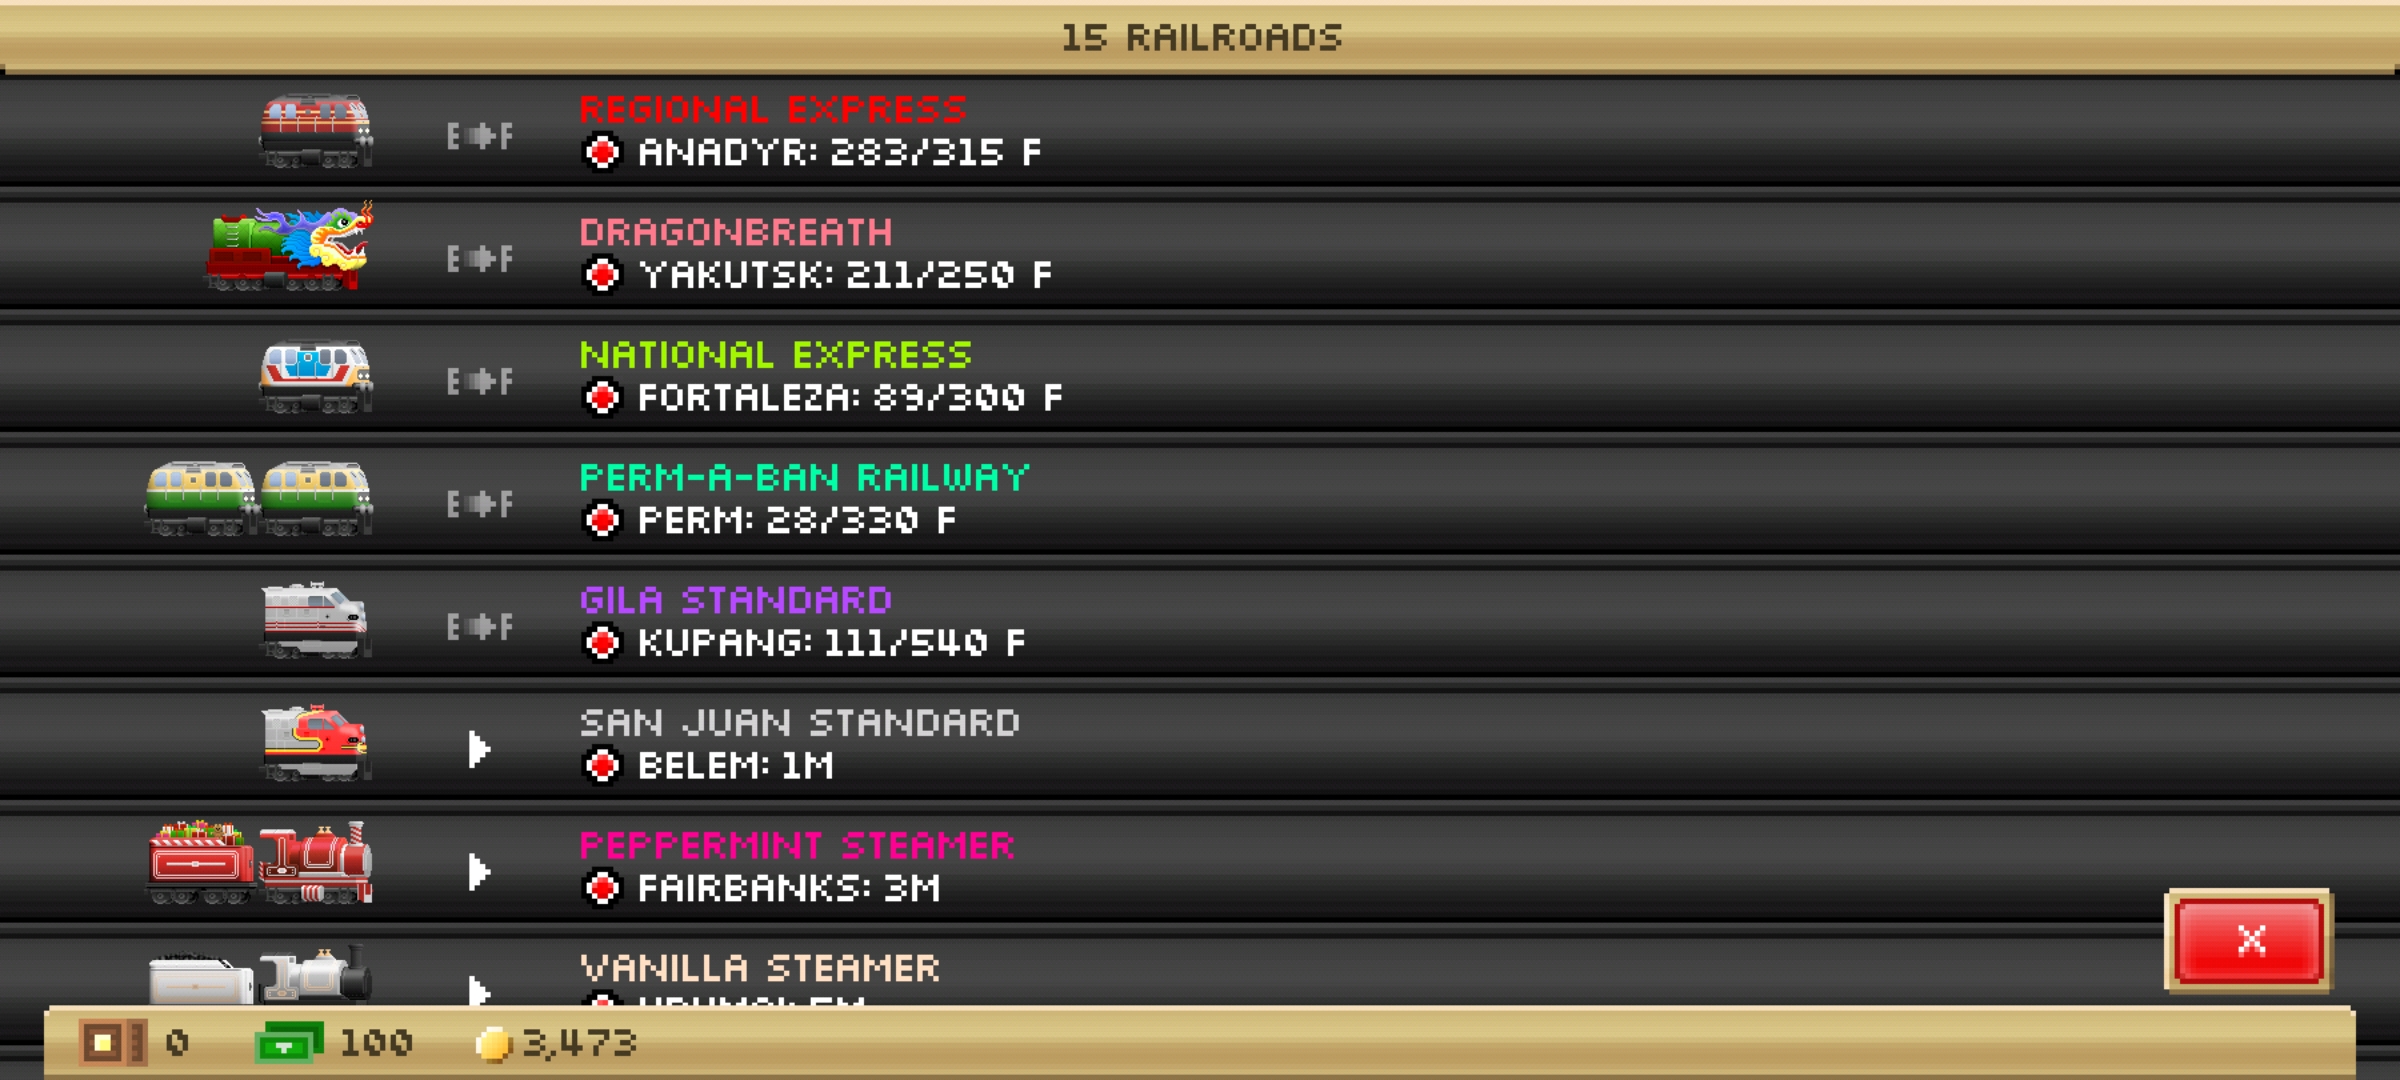 15 RAILROADS
REGIONAL EXPRESS
E F
ANADYR: 283/315 F
DRAGONBREATH
E F
YAKUTSK: 211/250 F
NATIONAL EXPRESS
E F
FORTALEZA: 89/300 F
PERM-A-BAN RAILWAY
E F
PERM: 28/330 F
GILA STANDARD
E F
KUPANG: 111/540 F
SAN JUAN STANDARD
BELEM: 1M
PEPPERMINT STEAMER
FAIRBANKS: 3M
X
VANILLA STEAMER
0 100 3,473